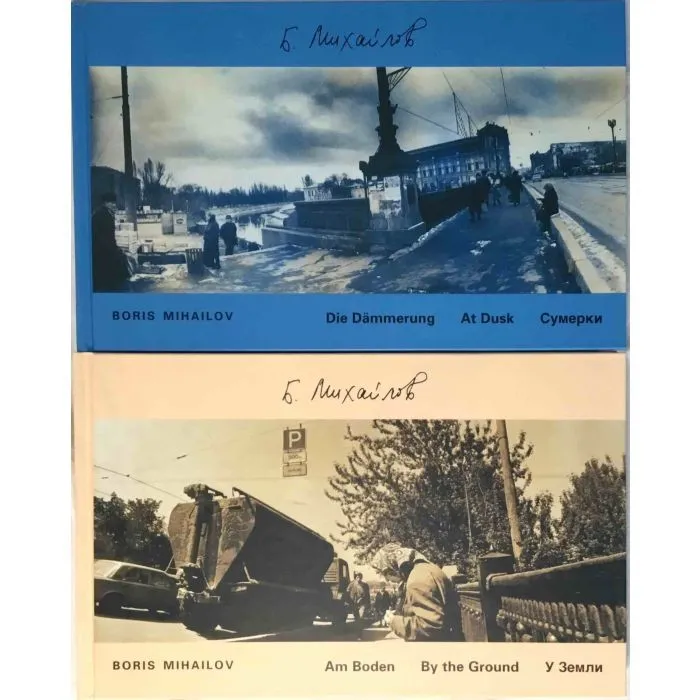 Б. Михайлов
BORIS MIHAILOV Die Dämmerung At Dusk Сумерки
Б. Михайлов
P
BORIS MIHAILOV Am Boden By the Ground У Земли